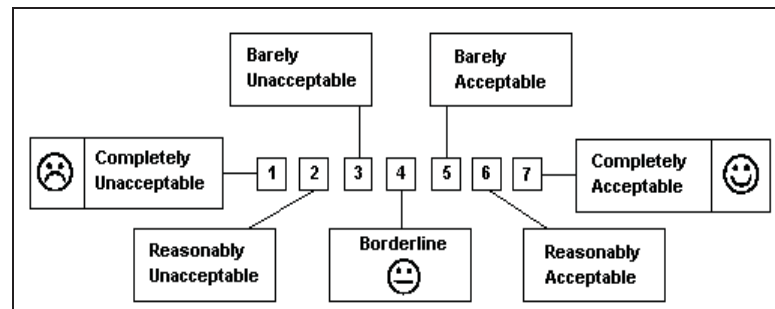 Barely
Unacceptable
Barely
Acceptable
Completely
Unacceptable
1 2 3 4 5 6 7
Completely
Acceptable
Reasonably
Unacceptable
Borderline
Reasonably
Acceptable